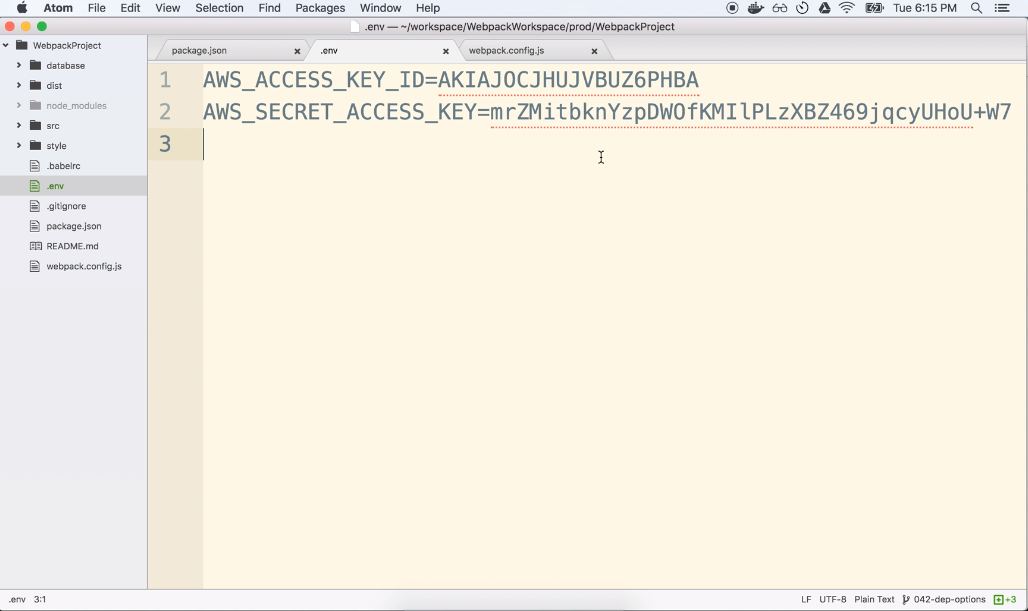 Atom File Edit View Selection Find Packages Window Help Tue 6:15 PM
.env — ~/workspace/WebpackWorkspace/prod/WebpackProject
WebpackProject
database
dist
node_modules
src
style
.babelrc
.env
.gitignore
package.json
README.md
webpack.config.js
package.json .env webpack.config.js
1 AWS_ACCESS_KEY_ID=AKIAJOCJHUJVBUZ6PHBA
2 AWS_SECRET_ACCESS_KEY=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
3
.env 3:1 LF UTF-8 Plain Text 042-dep-options +3